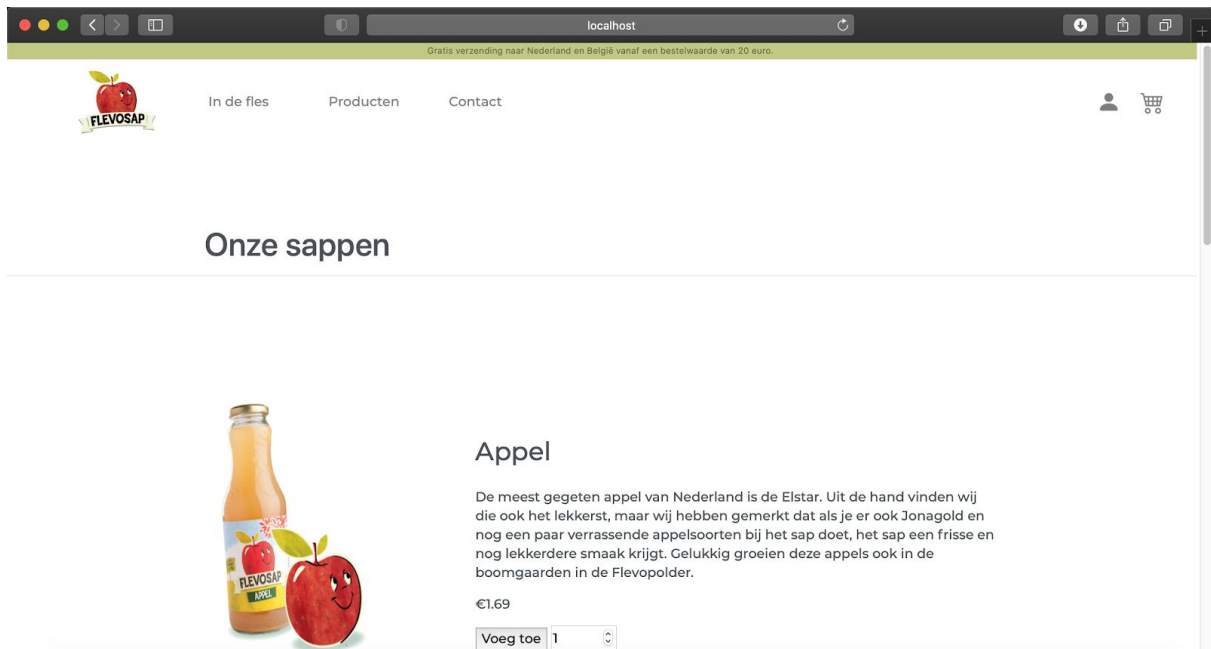 localhost
Gratis verzending naar Nederland en België vanaf een bestelwaarde van 20 euro.
FLEVOSAP
In de fles
Producten
Contact
Onze sappen
Appel
De meest gegeten appel van Nederland is de Elstar. Uit de hand vinden wij
die ook het lekkerst, maar wij hebben gemerkt dat als je er ook Jonagold en
nog een paar verrassende appelsoorten bij het sap doet, het sap een frisse en
nog lekkerdere smaak krijgt. Gelukkig groeien deze appels ook in de
boomgaarden in de Flevopolder.
€1.69
Voeg toe 1
FLEVOSAP
APPEL